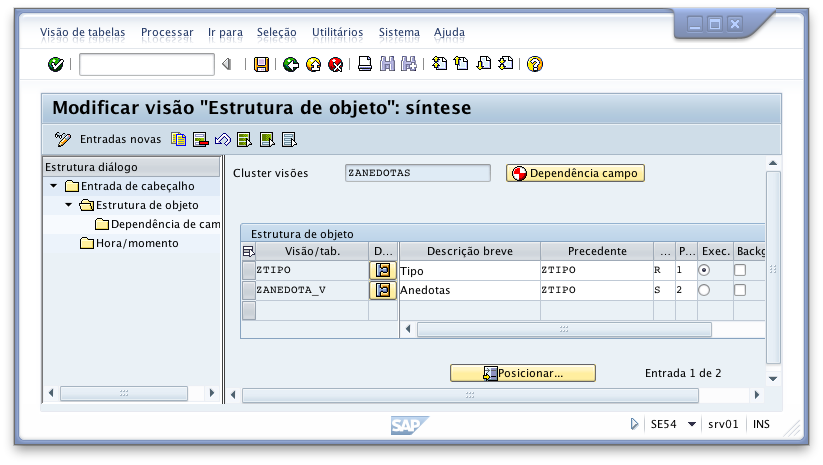 Visão de tabelas Processar Ir para Seleção Utilitários Sistema Ajuda
Modificar visão "Estrutura de objeto": síntese
Entradas novas
Estrutura diálogo
Entrada de cabeçalho
Estrutura de objeto
Dependência de cam
Hora/momento
Cluster visões ZANEDOTAS Dependência campo
Estrutura de objeto
Visão/tab. D... Descrição breve Precedente ... P... Exec. Backg
ZTIPO Tipo ZTIPO R 1
ZANEDOTA_V Anedotas ZTIPO S 2
Posicionar... Entrada 1 de 2
SAP SE54 srv01 INS